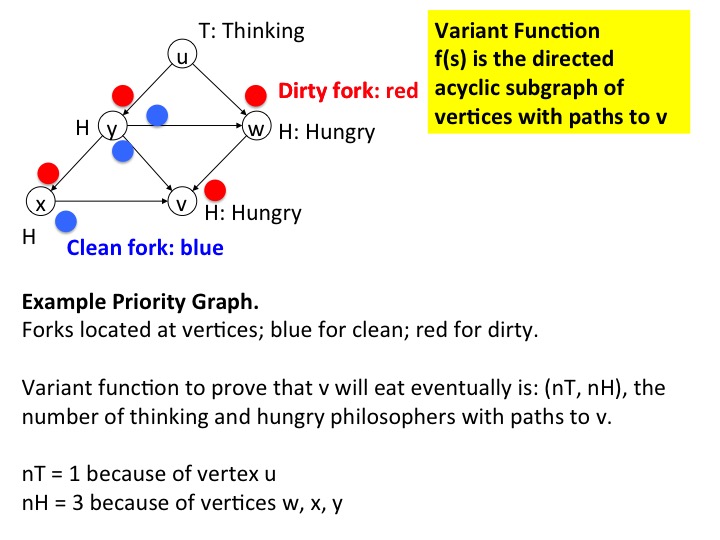 T: Thinking
u
Variant Function
f(s) is the directed
acyclic subgraph of
vertices with paths to v
Dirty fork: red
H
y
w
H: Hungry
x
v
H: Hungry
H
Clean fork: blue
Example Priority Graph.
Forks located at vertices; blue for clean; red for dirty.
Variant function to prove that v will eat eventually is: (nT, nH), the
number of thinking and hungry philosophers with paths to v.
nT = 1 because of vertex u
nH = 3 because of vertices w, x, y